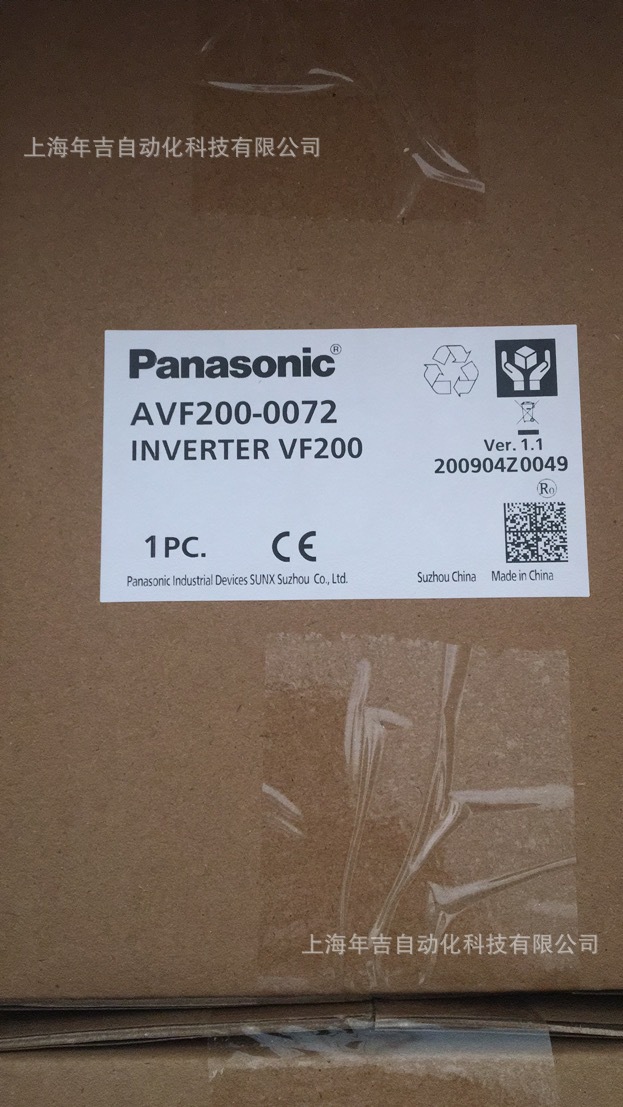 上海年吉自动化科技有限公司
Panasonic®
AVF200-0072
INVERTER VF200
Ver. 1.1
200904Z0049
R0
1PC. CE
Panasonic Industrial Devices SUNX Suzhou Co., Ltd. Suzhou China Made in China
上海年吉自动化科技有限公司